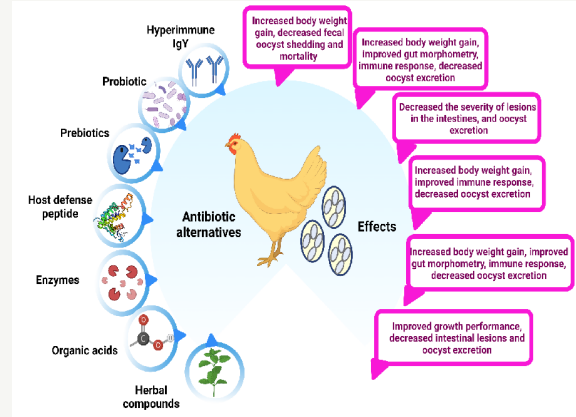 Hyperimmune
IgY
Probiotic
Prebiotics
Host defense
peptide
Enzymes
Organic acids
Herbal
compounds
Antibiotic
alternatives
Effects
Increased body weight
gain, decreased fecal
oocyst shedding and
mortality
Increased body weight gain,
improved gut morphometry,
immune response, decreased
oocyst excretion
Decreased the severity of lesions
in the intestines, and oocyst
excretion
Increased body weight gain,
improved immune response,
decreased oocyst excretion
Increased body weight gain, improved
gut morphometry, immune response,
decreased oocyst excretion
Improved growth performance,
decreased intestinal lesions and
oocyst excretion
O
C
O
H